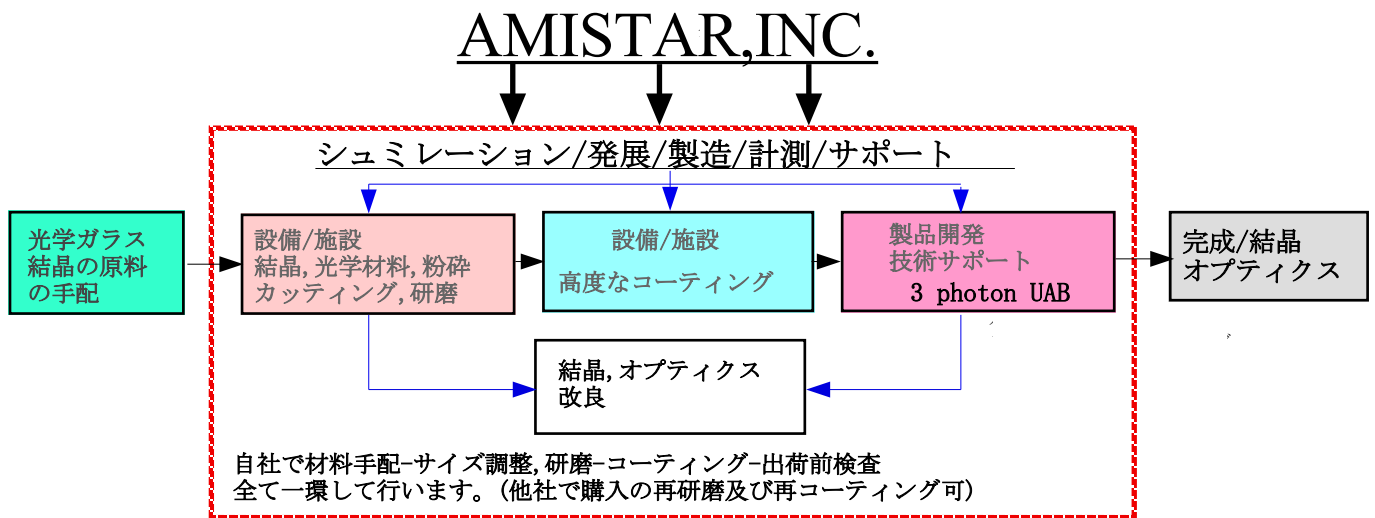 AMISTAR,INC.
シュミレーション/発展/製造/計測/サポート
光学ガラス
結晶の原料
の手配
設備/施設
結晶,光学材料,粉砕
カッティング,研磨
設備/施設
高度なコーティング
製品開発
技術サポート
3 photon UAB
完成/結晶
オプティクス
結晶,オプティクス
改良
自社で材料手配-サイズ調整,研磨-コーティング-出荷前検査
全て一環して行います。(他社で購入の再研磨及び再コーティング可)